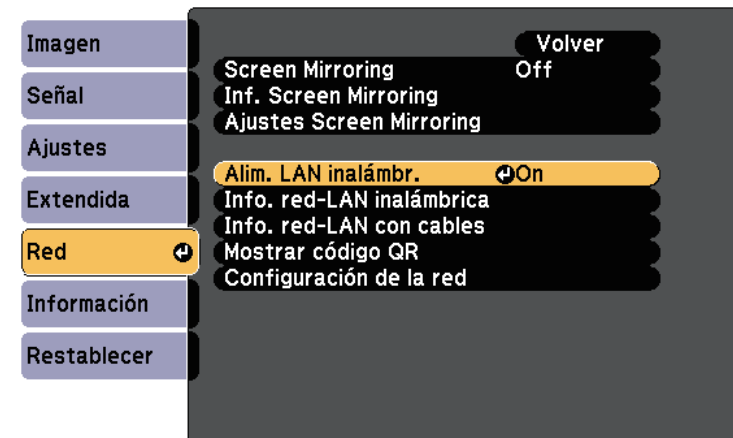 Imagen
Señal
Ajustes
Extendida
Red
Información
Restablecer
Volver
Screen Mirroring Off
Inf. Screen Mirroring
Ajustes Screen Mirroring
Alim. LAN inalámbr. On
Info. red-LAN inalámbrica
Info. red-LAN con cables
Mostrar código QR
Configuración de la red